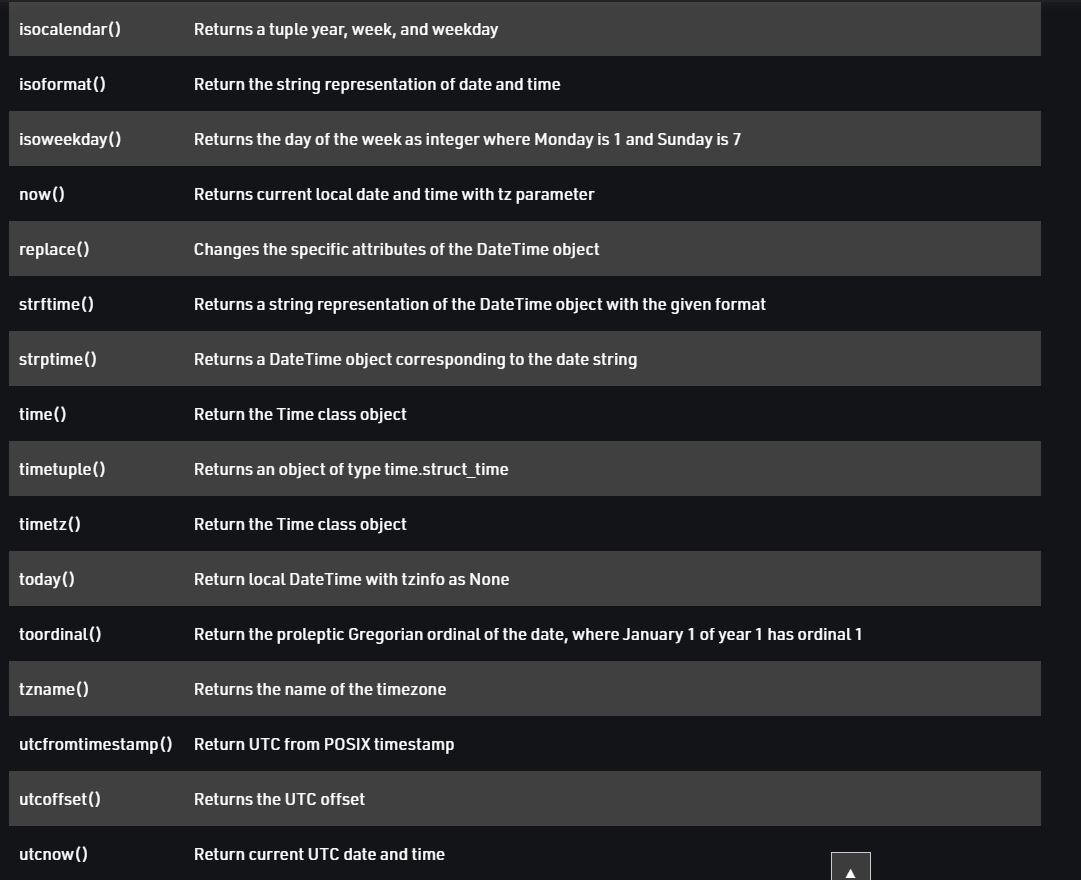 isocalendar() Returns a tuple year, week, and weekday
isoformat() Return the string representation of date and time
isoweekday() Returns the day of the week as integer where Monday is 1 and Sunday is 7
now() Returns current local date and time with tz parameter
replace() Changes the specific attributes of the DateTime object
strftime() Returns a string representation of the DateTime object with the given format
strptime() Returns a DateTime object corresponding to the date string
time() Return the Time class object
timetuple() Returns an object of type time.struct_time
timetz() Return the Time class object
today() Return local DateTime with tzinfo as None
toordinal() Return the proleptic Gregorian ordinal of the date, where January 1 of year 1 has ordinal 1
tzname() Returns the name of the timezone
utcfromtimestamp() Return UTC from POSIX timestamp
utcoffset() Returns the UTC offset
utcnow() Return current UTC date and time